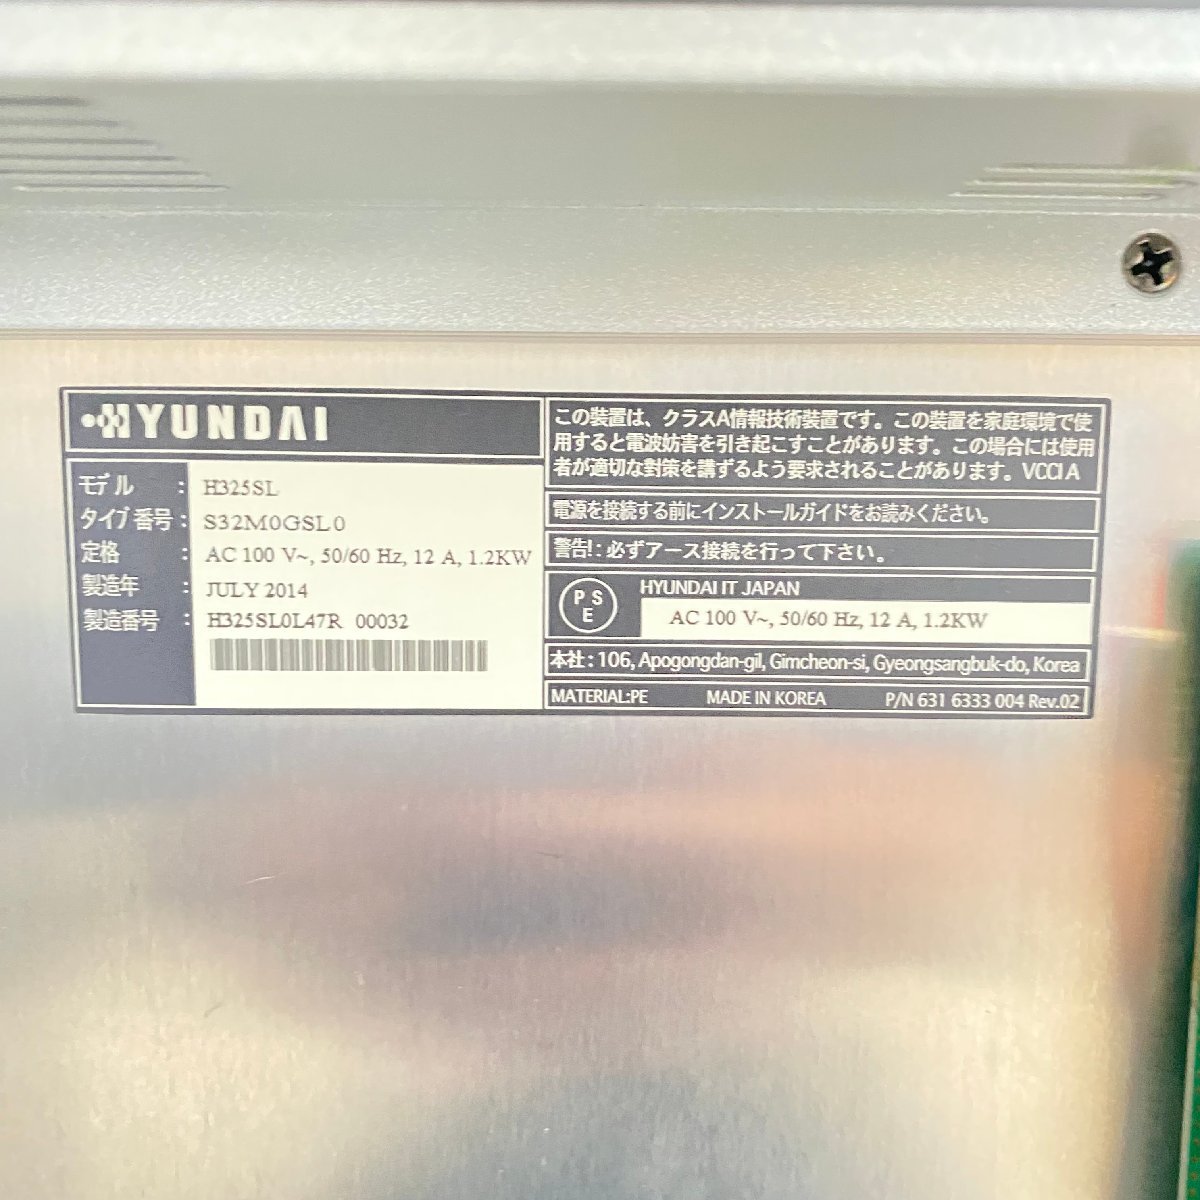 HYUNDAI
モデル : H325SL
タイプ番号 : S32M0GSL0
定格 : AC 100 V~, 50/60 Hz, 12 A, 1.2KW
製造年 : JULY 2014
製造番号 : H325SL0L47R 00032
この装置は、クラスA情報技術装置です。この装置を家庭環境で使
用すると電波妨害を引き起こすことがあります。この場合には使用
者が適切な対策を講ずるよう要求されることがあります。VCCI A
電源を接続する前にインストールガイドをお読みください。
警告!: 必ずアース接続を行って下さい。
PS
E
HYUNDAI IT JAPAN
AC 100 V~, 50/60 Hz, 12 A, 1.2KW
本社 : 106, Apogongdan-gil, Gimcheon-si, Gyeongsangbuk-do, Korea
MATERIAL:PE MADE IN KOREA P/N 631 6333 004 Rev.02